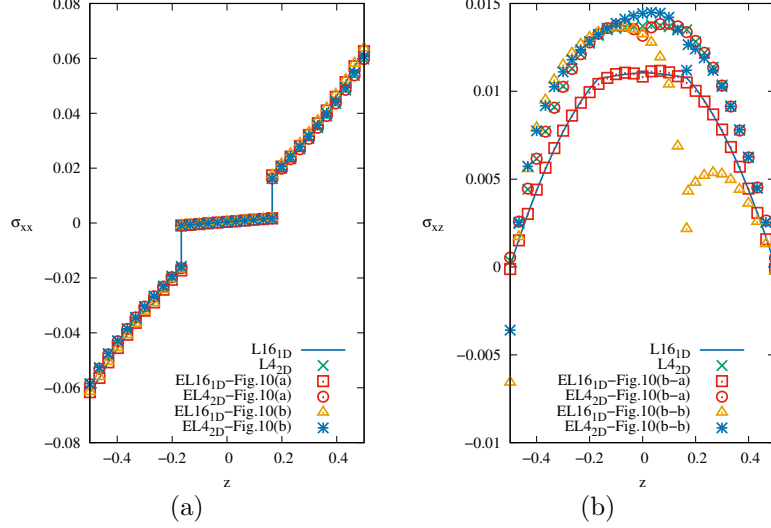 0.08
0.06
0.04
0.02
0
−0.02
−0.04
−0.06
−0.08
σxx
−0.4 −0.2 0 0.2 0.4
z
L16₁D
L4₂D
EL16₁D−Fig.10(a)
EL4₂D−Fig.10(a)
EL16₁D−Fig.10(b)
EL4₂D−Fig.10(b)
(a)
0.015
0.01
0.005
0
−0.005
−0.01
σxz
−0.4 −0.2 0 0.2 0.4
z
L16₁D
L4₂D
EL16₁D−Fig.10(b−a)
EL4₂D−Fig.10(b−a)
EL16₁D−Fig.10(b−b)
EL4₂D−Fig.10(b−b)
(b)